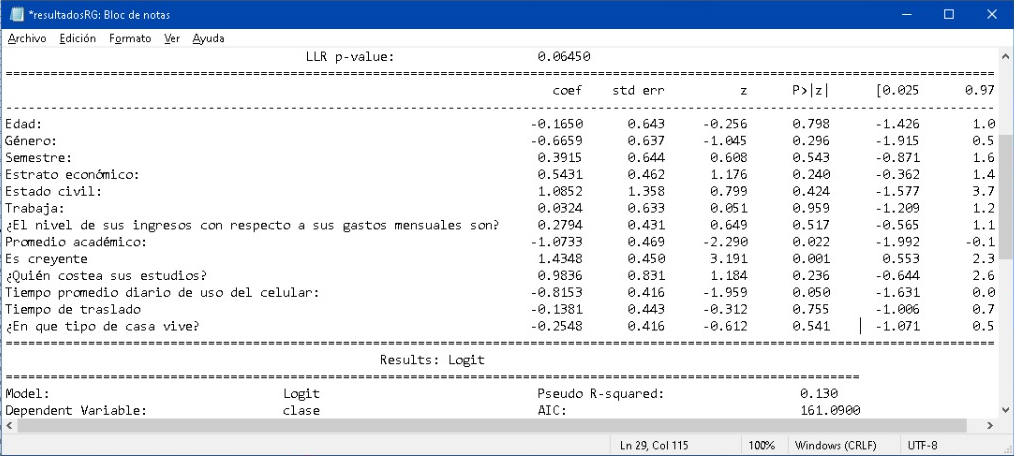 *resultadosRG: Bloc de notas
Archivo Edición Formato Ver Ayuda
LLR p-value: 0.06450
==========================================================================================
coef std err z P>|z| [0.025 0.97
------------------------------------------------------------------------------------------
Edad: -0.1650 0.643 -0.256 0.798 -1.426 1.0
Género: -0.6659 0.637 -1.045 0.296 -1.915 0.5
Semestre: 0.3915 0.644 0.608 0.543 -0.871 1.6
Estrato económico: 0.5431 0.462 1.176 0.240 -0.362 1.4
Estado civil: 1.0852 1.358 0.799 0.424 -1.577 3.7
Trabaja: 0.0324 0.633 0.051 0.959 -1.209 1.2
¿El nivel de sus ingresos con respecto a sus gastos mensuales son? 0.2794 0.431 0.649 0.517 -0.565 1.1
Promedio académico: -1.0733 0.469 -2.290 0.022 -1.992 -0.1
Es creyente 1.4348 0.450 3.191 0.001 0.553 2.3
¿Quién costea sus estudios? 0.9836 0.831 1.184 0.236 -0.644 2.6
Tiempo promedio diario de uso del celular: -0.8153 0.416 -1.959 0.050 -1.631 0.0
Tiempo de traslado -0.1381 0.443 -0.312 0.755 -1.006 0.7
¿En que tipo de casa vive? -0.2548 0.416 -0.612 0.541 -1.071 0.5
==========================================================================================
Results: Logit
==========================================================================================
Model: Logit Pseudo R-squared: 0.130
Dependent Variable: clase AIC: 161.0900
Ln 29, Col 115 100% Windows (CRLF) UTF-8